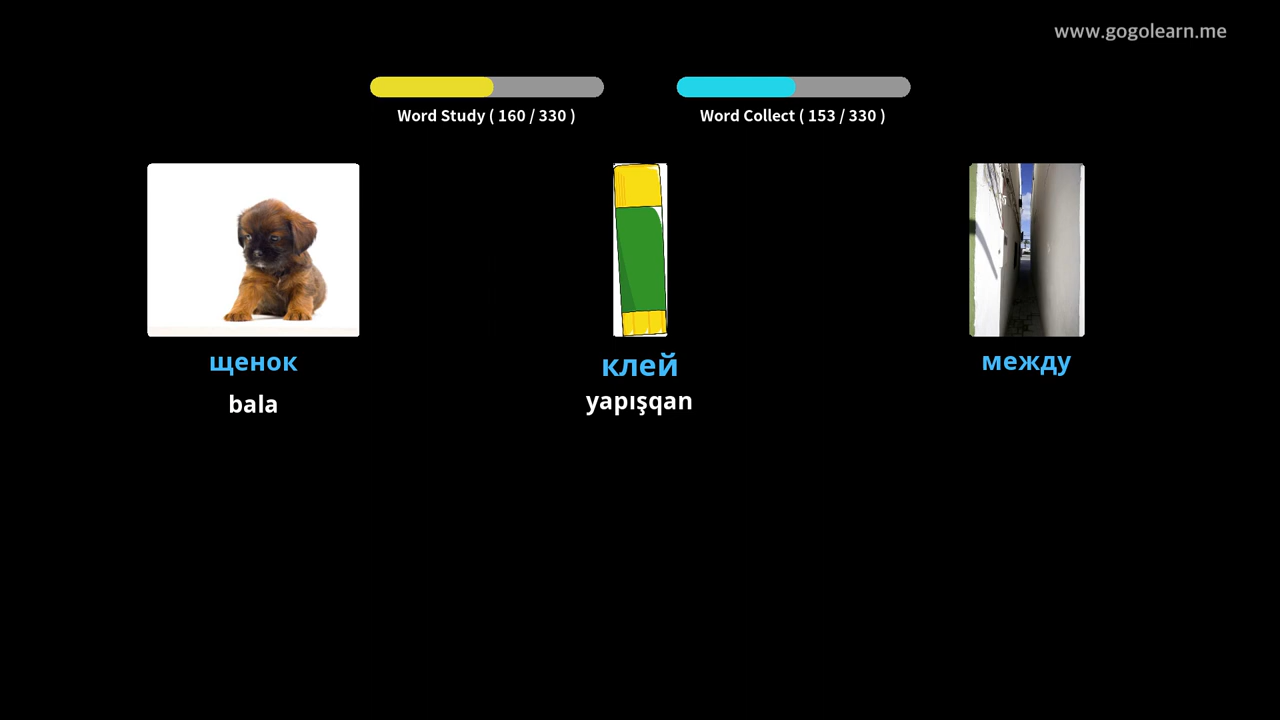 www.gogolearn.me
Word Study ( 160 / 330 )
Word Collect ( 153 / 330 )
щенок
bala
клей
yapışqan
между